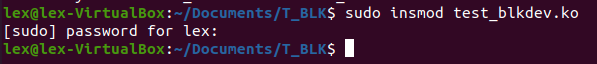 lex@lex-VirtualBox:~/Documents/T_BLK$ sudo insmod test_blkdev.ko
[sudo] password for lex:
lex@lex-VirtualBox:~/Documents/T_BLK$